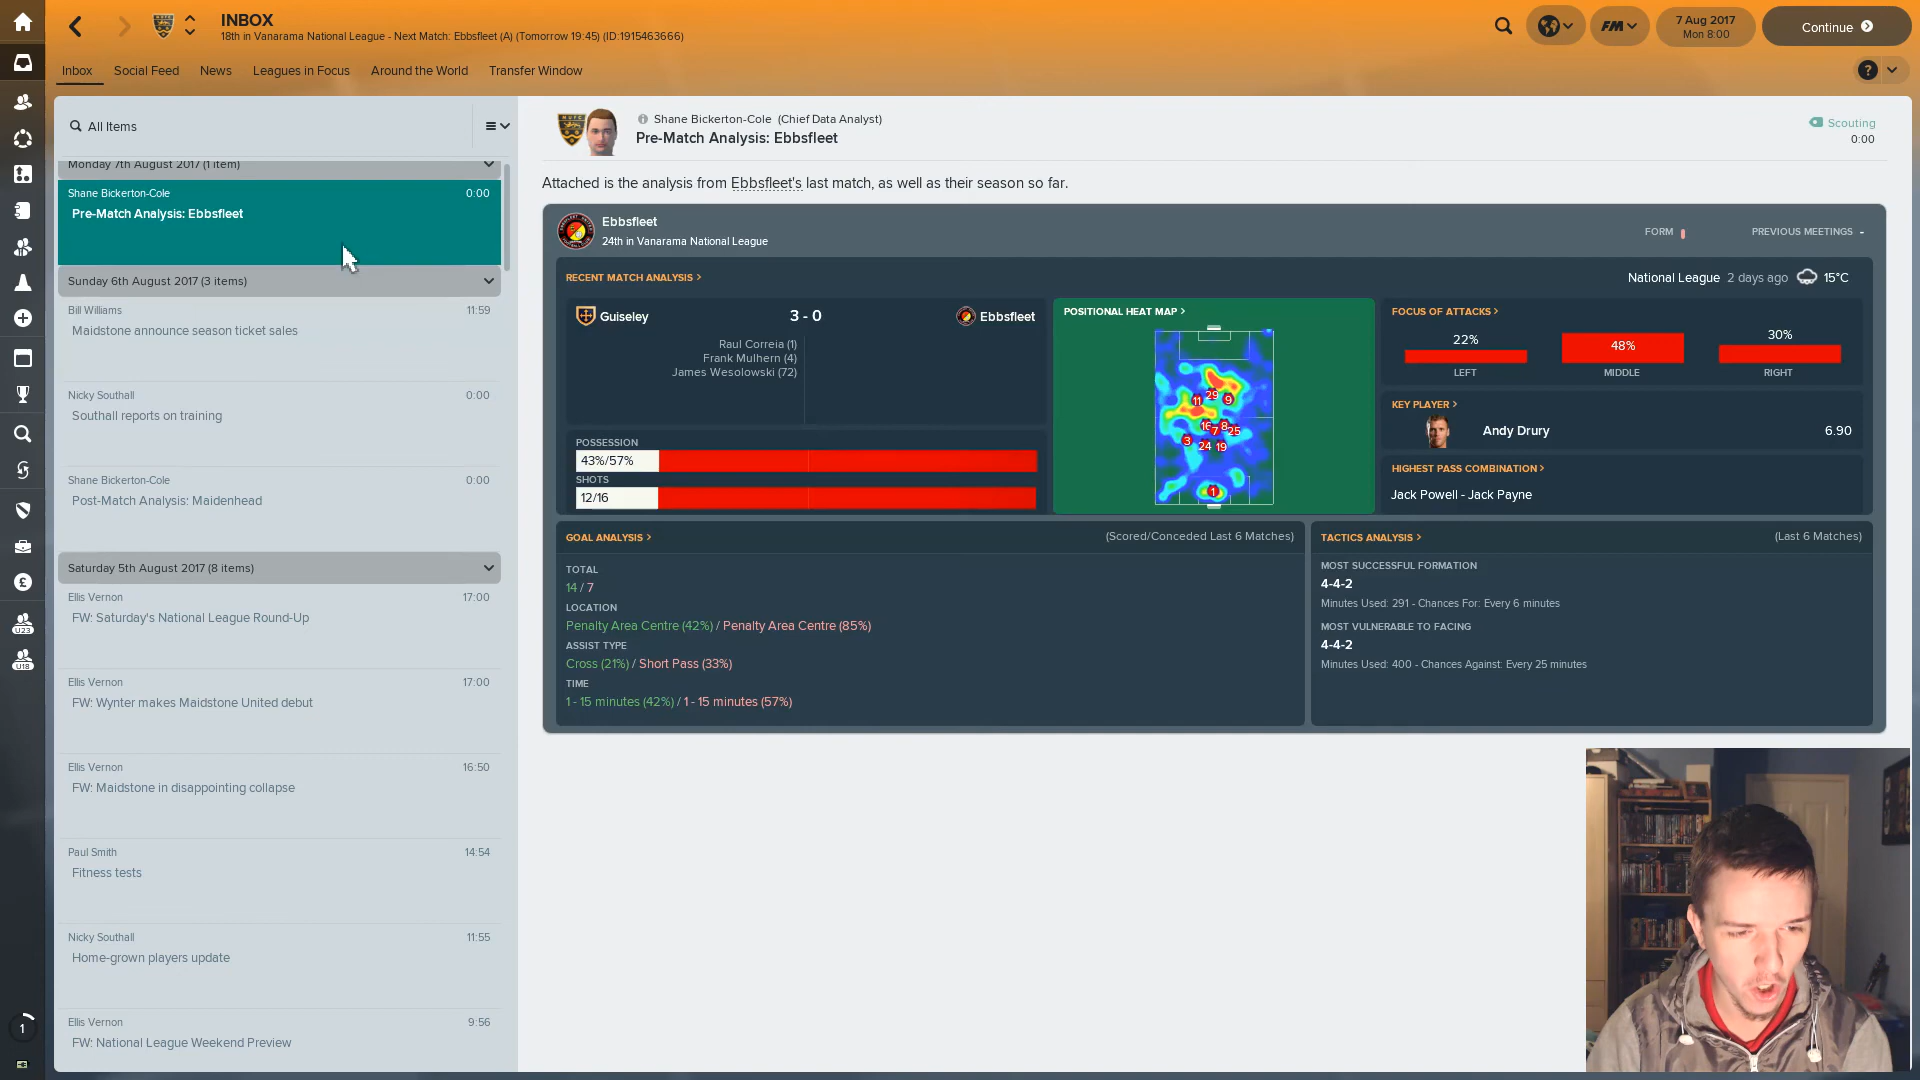 INBOX
18th in Vanarama National League - Next Match: Ebbsfleet (A) (Tomorrow 19:45) (ID:1915463666)
FM
7 Aug 2017
Mon 8:00
Continue
Inbox Social Feed News Leagues in Focus Around the World Transfer Window
?
All Items
Monday 7th August 2017 (1 item)
Shane Bickerton-Cole 0:00
Pre-Match Analysis: Ebbsfleet
Sunday 6th August 2017 (3 items)
Bill Williams 11:59
Maidstone announce season ticket sales
Nicky Southall 0:00
Southall reports on training
Shane Bickerton-Cole 0:00
Post-Match Analysis: Maidenhead
Saturday 5th August 2017 (8 items)
Ellis Vernon 17:00
FW: Saturday's National League Round-Up
Ellis Vernon 17:00
FW: Wynter makes Maidstone United debut
Ellis Vernon 16:50
FW: Maidstone in disappointing collapse
Paul Smith 14:54
Fitness tests
Nicky Southall 11:55
Home-grown players update
Ellis Vernon 9:56
FW: National League Weekend Preview
U23
U18
1
Shane Bickerton-Cole (Chief Data Analyst)
Pre-Match Analysis: Ebbsfleet
Scouting
0:00
Attached is the analysis from Ebbsfleet's last match, as well as their season so far.
Ebbsfleet
24th in Vanarama National League
FORM PREVIOUS MEETINGS -
RECENT MATCH ANALYSIS >
National League 2 days ago 15°C
Guiseley 3 - 0 Ebbsfleet
Raul Correia (1)
Frank Mulhern (4)
James Wesolowski (72)
POSSESSION
43%/57%
SHOTS
12/16
POSITIONAL HEAT MAP >
11 29 9
16 7 8 25
3 24 19
1
FOCUS OF ATTACKS >
22% 48% 30%
LEFT MIDDLE RIGHT
KEY PLAYER >
Andy Drury 6.90
HIGHEST PASS COMBINATION >
Jack Powell - Jack Payne
GOAL ANALYSIS > (Scored/Conceded Last 6 Matches)
TOTAL
14 / 7
LOCATION
Penalty Area Centre (42%) / Penalty Area Centre (85%)
ASSIST TYPE
Cross (21%) / Short Pass (33%)
TIME
1 - 15 minutes (42%) / 1 - 15 minutes (57%)
TACTICS ANALYSIS > (Last 6 Matches)
MOST SUCCESSFUL FORMATION
4-4-2
Minutes Used: 291 - Chances For: Every 6 minutes
MOST VULNERABLE TO FACING
4-4-2
Minutes Used: 400 - Chances Against: Every 25 minutes